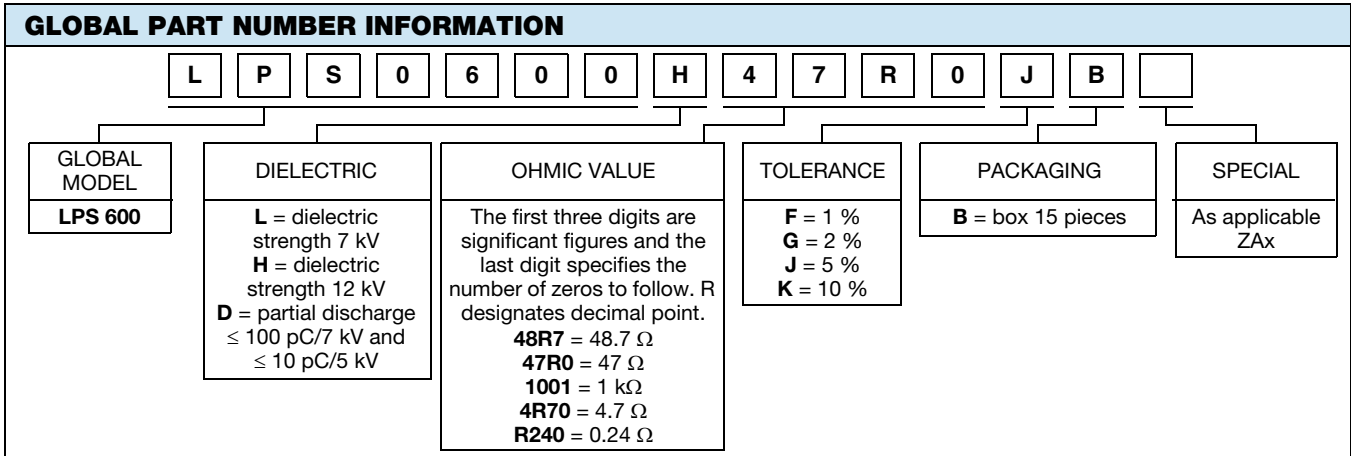 GLOBAL PART NUMBER INFORMATION
L P S 0 6 0 0 H 4 7 R 0 J B
GLOBAL
MODEL
LPS 600
DIELECTRIC
L = dielectric
strength 7 kV
H = dielectric
strength 12 kV
D = partial discharge
≤ 100 pC/7 kV and
≤ 10 pC/5 kV
OHMIC VALUE
The first three digits are
significant figures and the
last digit specifies the
number of zeros to follow. R
designates decimal point.
48R7 = 48.7 Ω
47R0 = 47 Ω
1001 = 1 kΩ
4R70 = 4.7 Ω
R240 = 0.24 Ω
TOLERANCE
F = 1 %
G = 2 %
J = 5 %
K = 10 %
PACKAGING
B = box 15 pieces
SPECIAL
As applicable
ZAx